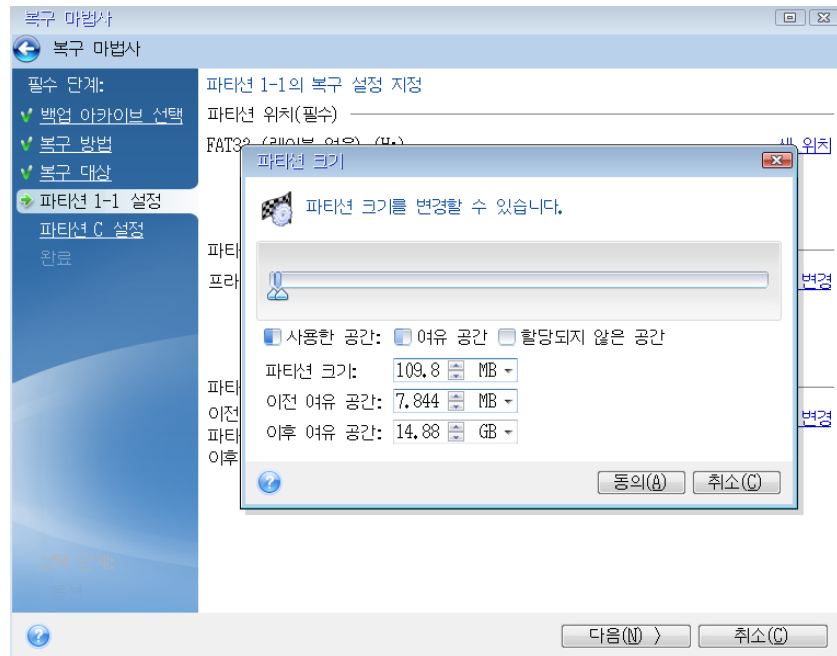 복구 마법사
복구 마법사
필수 단계:
백업 아카이브 선택
복구 방법
복구 대상
파티션 1-1 설정
파티션 C 설정
완료
파티션 1-1의 복구 설정 지정
파티션 위치(필수)
새 위치
변경
이전
변경
이후
파티션 크기
파티션 크기를 변경할 수 있습니다.
사용한 공간: 여유 공간 할당되지 않은 공간
파티션 크기: 109.8 MB
이전 여유 공간: 7.844 MB
이후 여유 공간: 14.88 GB
동의(A) 취소(C)
다음(N) > 취소(C)